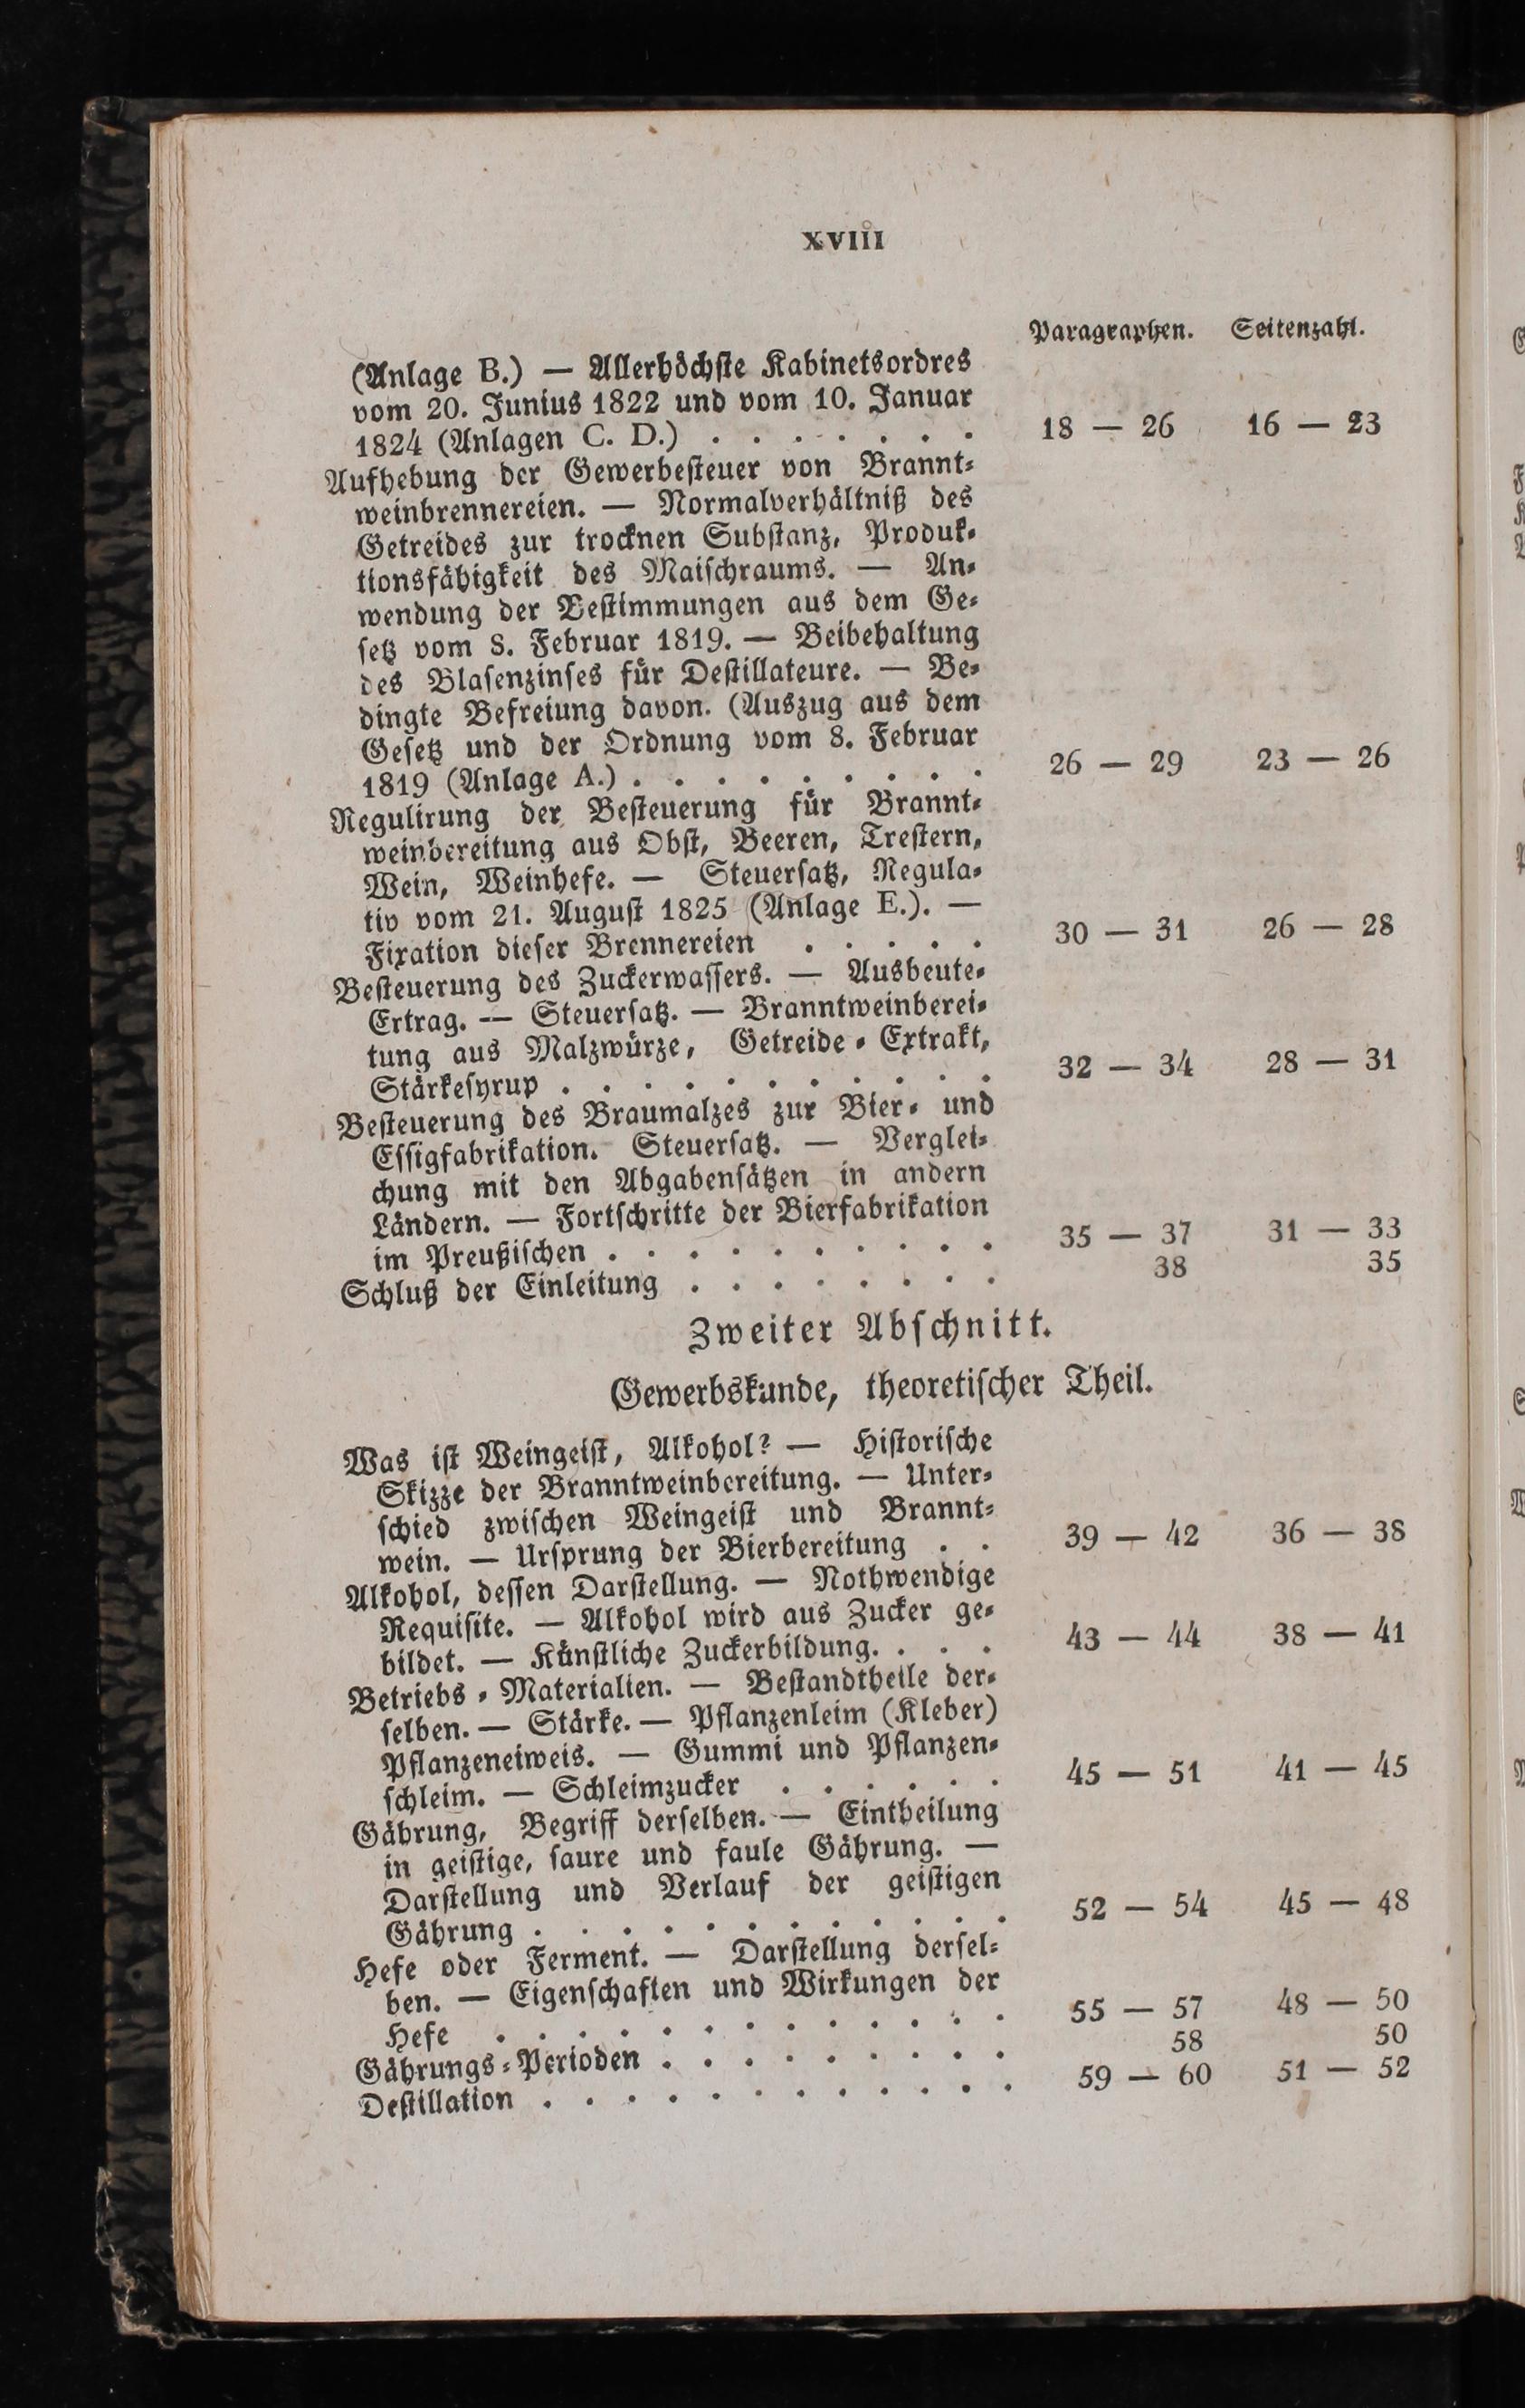 XVIII
Paragraphen. Seitenzahl.
(Anlage B.) — Allerhöchste Kabinetsordres
vom 20. Junius 1822 und vom 10. Januar
1824 (Anlagen C. D.) . . . . . . . 18 — 26 16 — 23
Aufhebung der Gewerbesteuer von Brannt-
weinbrennereien. — Normalverhältniß des
Getreides zur trocknen Substanz, Produk-
tionsfähigkeit des Maischraums. — An-
wendung der Bestimmungen aus dem Ge-
setz vom 8. Februar 1819. — Beibehaltung
des Blasenzinses für Destillateure. — Be-
dingte Befreiung davon. (Auszug aus dem
Gesetz und der Ordnung vom 8. Februar
1819 (Anlage A.) . . . . . . . . . 26 — 29 23 — 26
Regulirung der Besteuerung für Brannt-
weinbereitung aus Obst, Beeren, Trestern,
Wein, Weinhefe. — Steuersatz, Regula-
tiv vom 21. August 1825 (Anlage E.). —
Fixation dieser Brennereien . . . . . 30 — 31 26 — 28
Besteuerung des Zuckerwassers. — Ausbeute-
Ertrag. — Steuersatz. — Branntweinberei-
tung aus Malzwürze, Getreide-Extrakt,
Stärkesyrup . . . . . . . . . . . 32 — 34 28 — 31
Besteuerung des Braumalzes zur Bier- und
Essigfabrikation. Steuersatz. — Verglei-
chung mit den Abgabensätzen in andern
Ländern. — Fortschritte der Bierfabrikation
im Preußischen . . . . . . . . . . 35 — 37 31 — 33
Schluß der Einleitung . . . . . . . . 38 35
Zweiter Abschnitt.
Gewerbskunde, theoretischer Theil.
Was ist Weingeist, Alkohol? — Historische
Skizze der Branntweinbereitung. — Unter-
schied zwischen Weingeist und Brannt-
wein. — Ursprung der Bierbereitung . . 39 — 42 36 — 38
Alkohol, dessen Darstellung. — Nothwendige
Requisite. — Alkohol wird aus Zucker ge-
bildet. — Künstliche Zuckerbildung. . . . 43 — 44 38 — 41
Betriebs-Materialien. — Bestandtheile der-
selben. — Stärke. — Pflanzenleim (Kleber)
Pflanzeneiweis. — Gummi und Pflanzen-
schleim. — Schleimzucker . . . . . . 45 — 51 41 — 45
Gährung, Begriff derselben. — Eintheilung
in geistige, saure und faule Gährung. —
Darstellung und Verlauf der geistigen
Gährung . . . . . . . . . . . . 52 — 54 45 — 48
Hefe oder Ferment. — Darstellung dersel-
ben. — Eigenschaften und Wirkungen der
Hefe . . . . . . . . . . . . . 55 — 57 48 — 50
Gährungs-Perioden . . . . . . . . . 58 50
Destillation . . . . . . . . . . . . 59 — 60 51 — 52